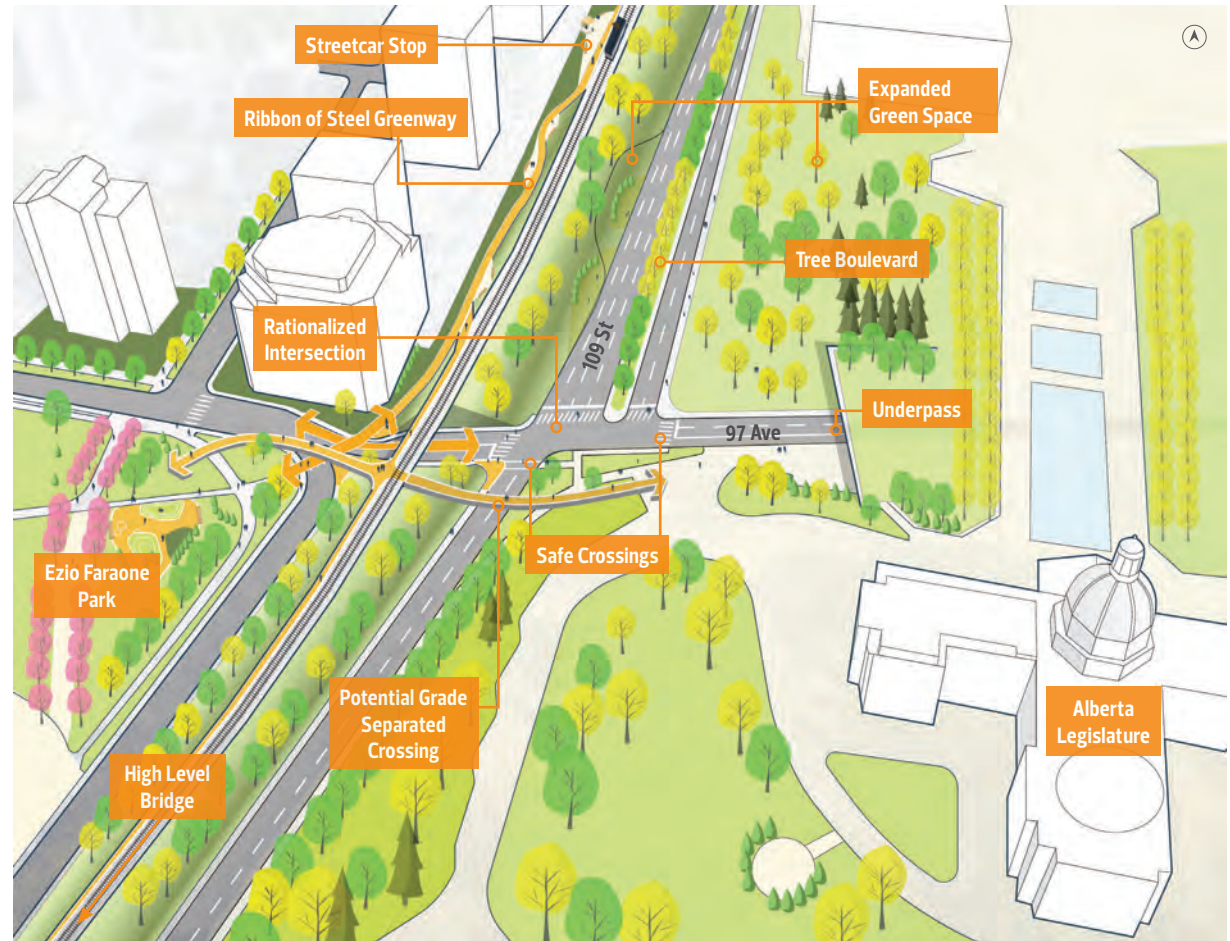 Streetcar Stop
Ribbon of Steel Greenway
Expanded
Green Space
Tree Boulevard
Rationalized
Intersection
109 St
Underpass
97 Ave
Safe Crossings
Ezio Faraone
Park
Potential Grade
Separated
Crossing
Alberta
Legislature
High Level
Bridge